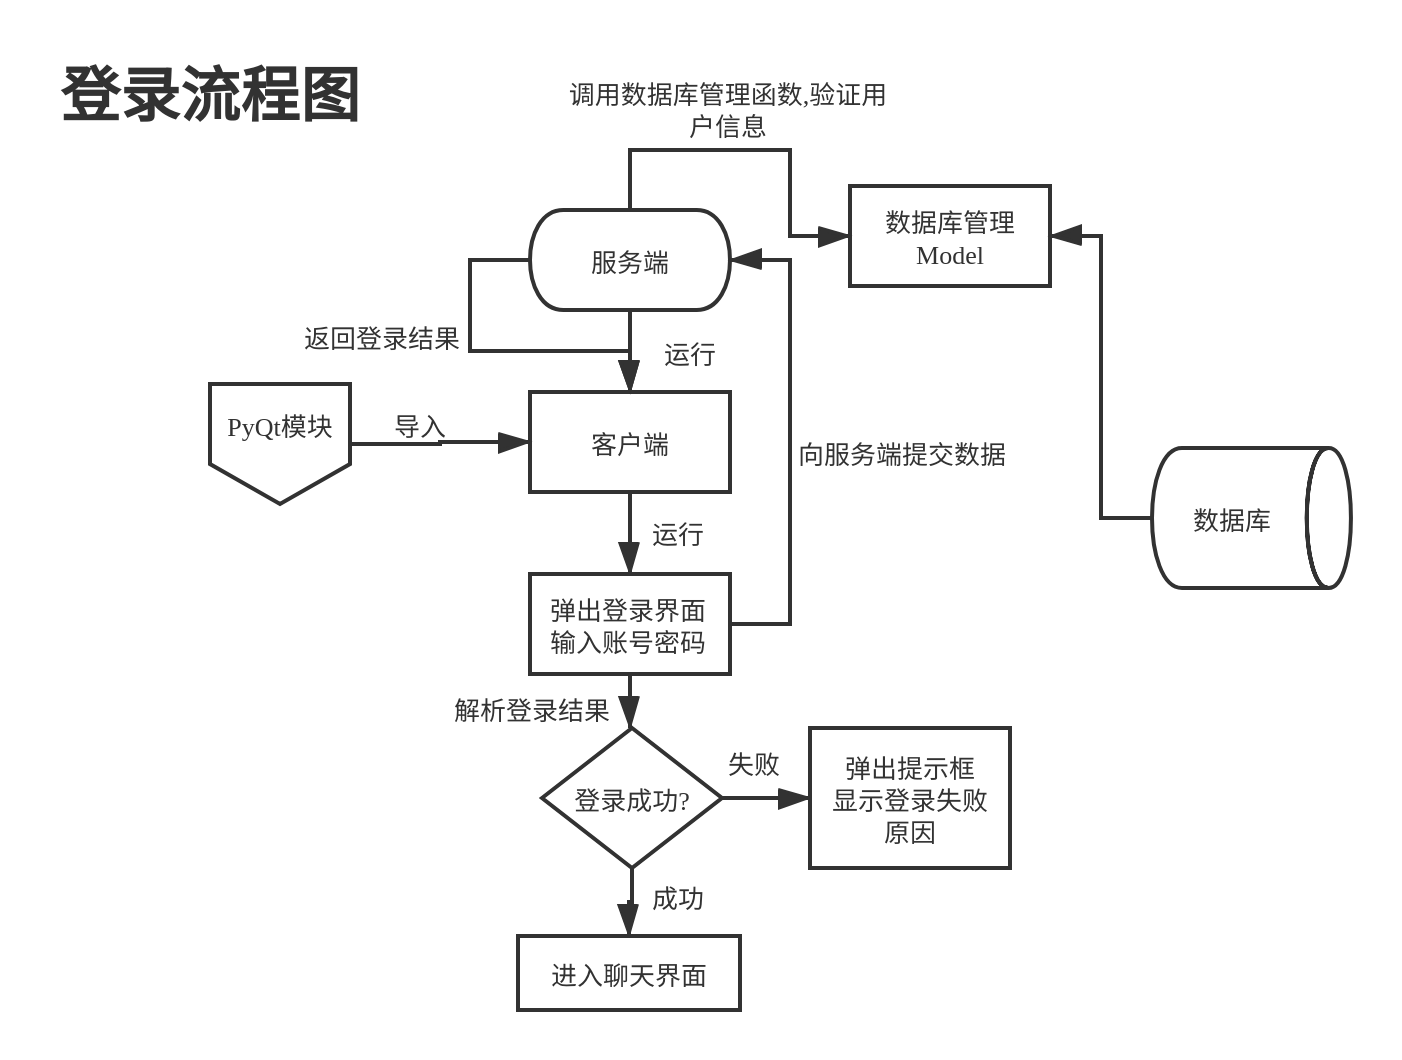 登录流程图
调用数据库管理函数,验证用
户信息
数据库管理
Model
服务端
返回登录结果
运行
PyQt模块
导入
客户端
向服务端提交数据
数据库
运行
弹出登录界面
输入账号密码
解析登录结果
登录成功?
失败
弹出提示框
显示登录失败
原因
成功
进入聊天界面